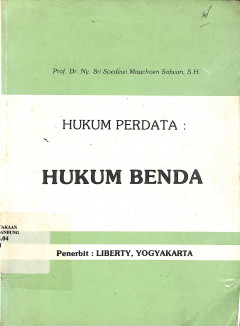 Prof. Dr. Ny. Sri Soedewi Masjchoen Sofwan, S.H.
HUKUM PERDATA :
HUKUM BENDA
Penerbit : LIBERTY, YOGYAKARTA